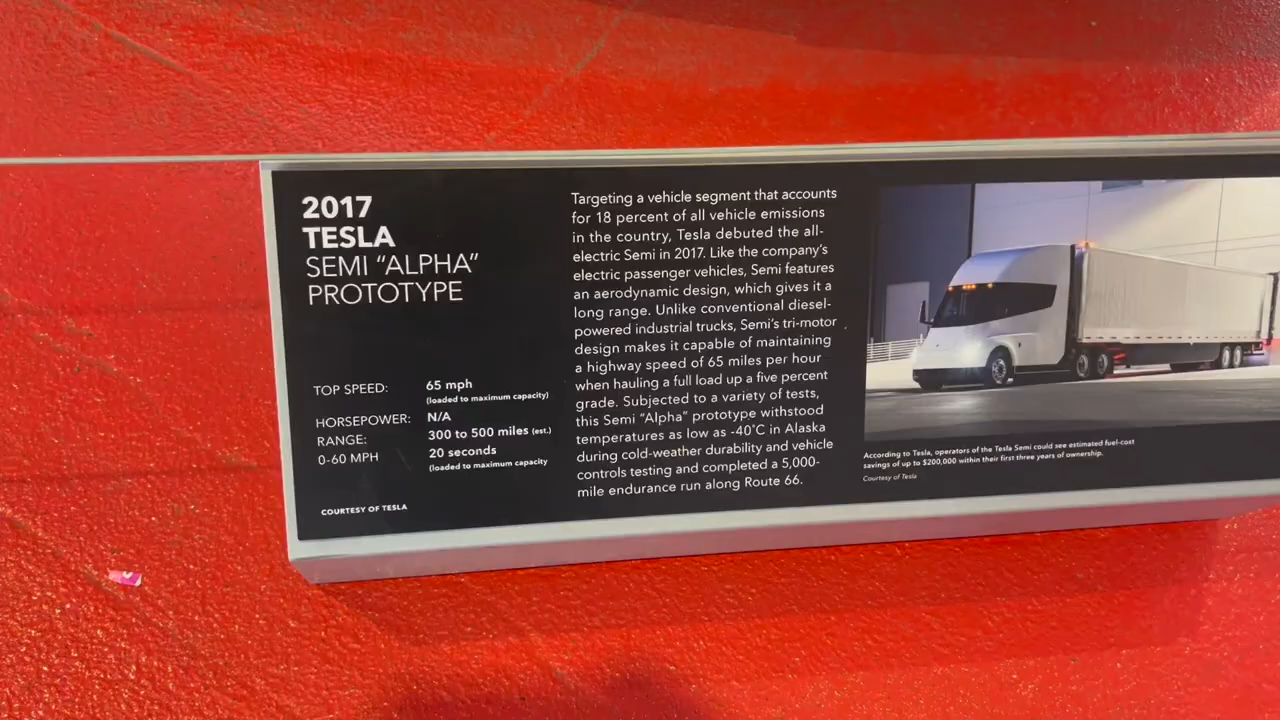 2017
TESLA
SEMI “ALPHA”
PROTOTYPE
TOP SPEED: 65 mph
(loaded to maximum capacity)
HORSEPOWER: N/A
RANGE: 300 to 500 miles (est.)
0-60 MPH 20 seconds
(loaded to maximum capacity
COURTESY OF TESLA
Targeting a vehicle segment that accounts
for 18 percent of all vehicle emissions
in the country, Tesla debuted the all-
electric Semi in 2017. Like the company’s
electric passenger vehicles, Semi features
an aerodynamic design, which gives it a
long range. Unlike conventional diesel-
powered industrial trucks, Semi’s tri-motor
design makes it capable of maintaining
a highway speed of 65 miles per hour
when hauling a full load up a five percent
grade. Subjected to a variety of tests,
this Semi “Alpha” prototype withstood
temperatures as low as -40˚C in Alaska
during cold-weather durability and vehicle
controls testing and completed a 5,000-
mile endurance run along Route 66.
According to Tesla, operators of the Tesla Semi could see estimated fuel-cost
savings of up to $200,000 within their first three years of ownership.
Courtesy of Tesla